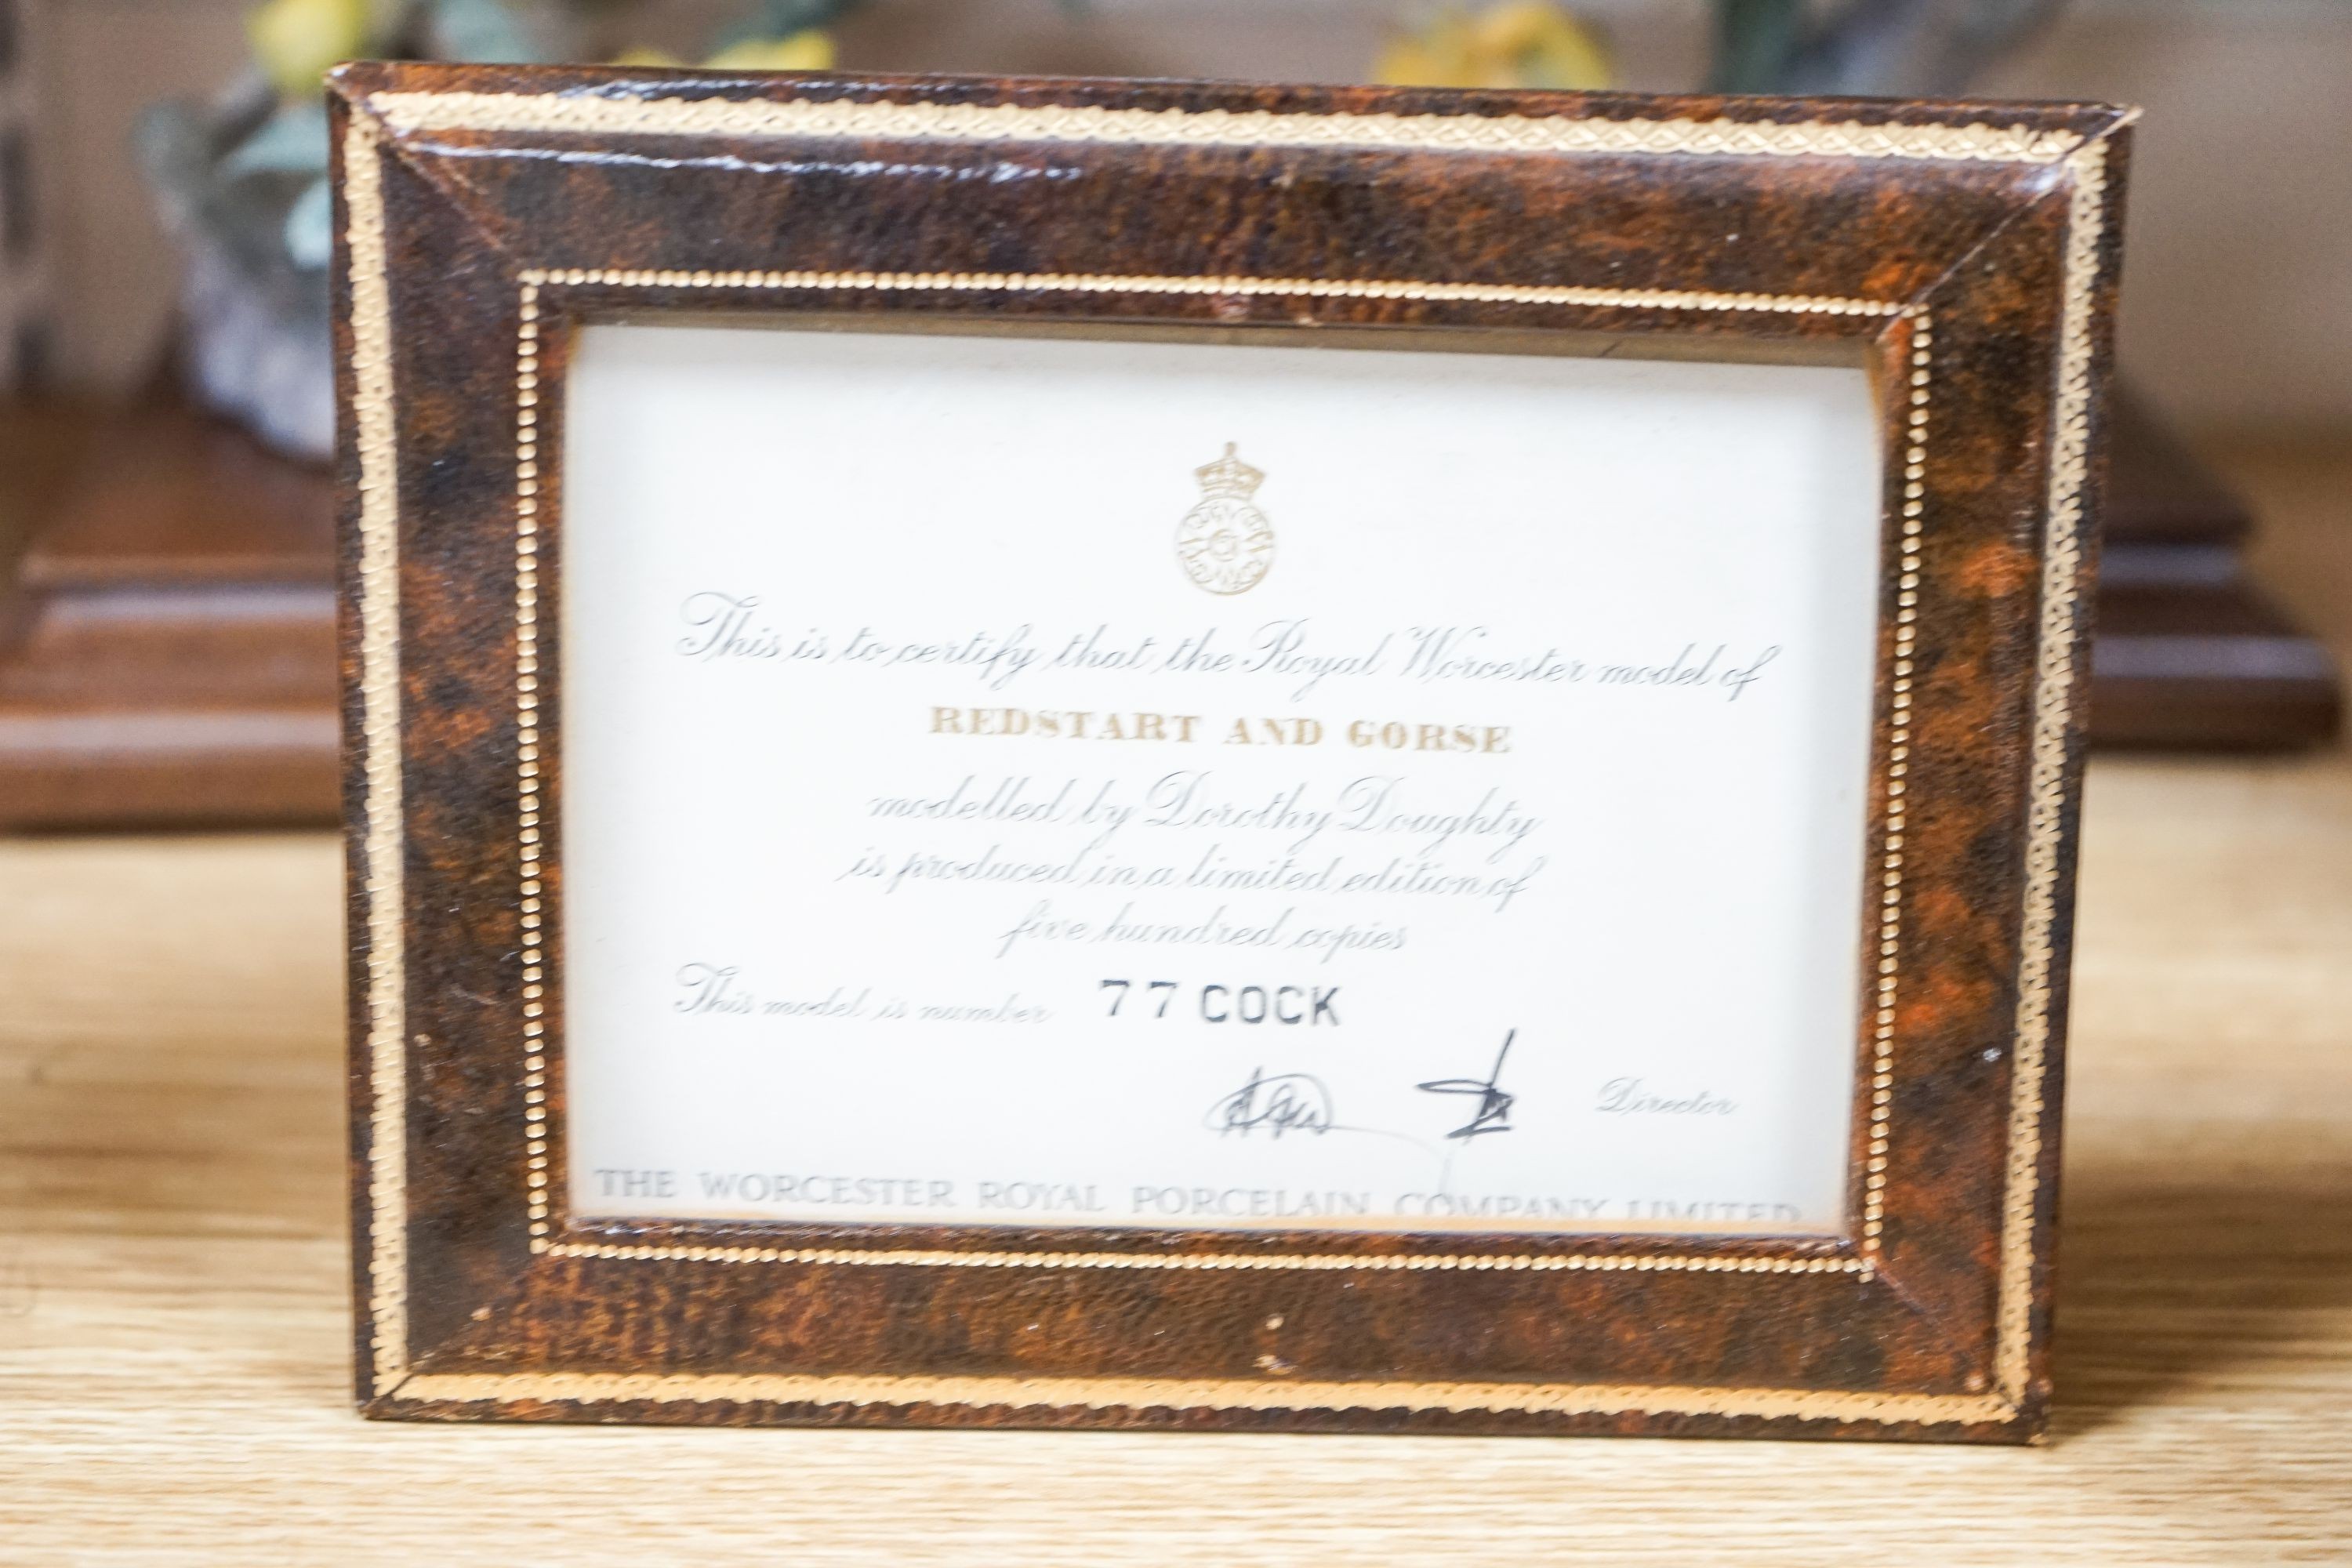 This is to certify that the Royal Worcester model of
REDSTART AND GORSE
modelled by Dorothy Doughty
is produced in a limited edition of
five hundred copies
This model is number 77 COCK
Director
THE WORCESTER ROYAL PORCELAIN COMPANY LIMITED